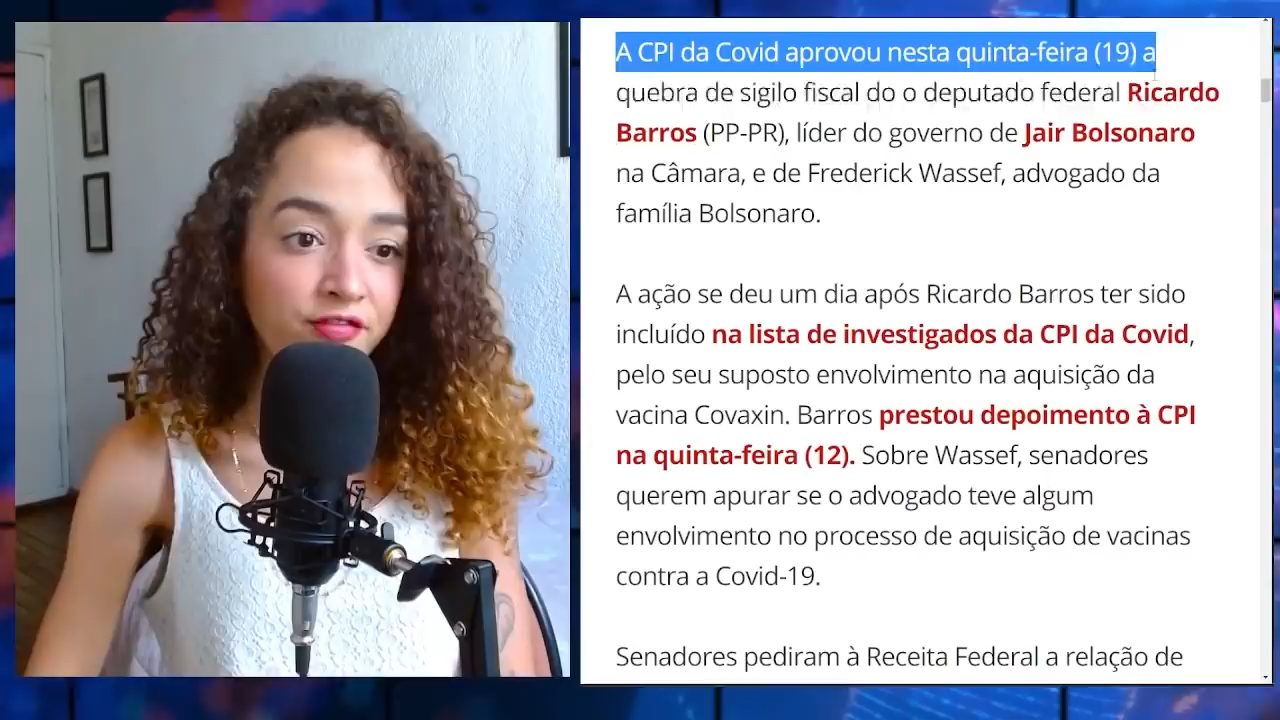 A CPI da Covid aprovou nesta quinta-feira (19) a
quebra de sigilo fiscal do o deputado federal Ricardo
Barros (PP-PR), líder do governo de Jair Bolsonaro
na Câmara, e de Frederick Wassef, advogado da
família Bolsonaro.
A ação se deu um dia após Ricardo Barros ter sido
incluído na lista de investigados da CPI da Covid,
pelo seu suposto envolvimento na aquisição da
vacina Covaxin. Barros prestou depoimento à CPI
na quinta-feira (12). Sobre Wassef, senadores
querem apurar se o advogado teve algum
envolvimento no processo de aquisição de vacinas
contra a Covid-19.
Senadores pediram à Receita Federal a relação de